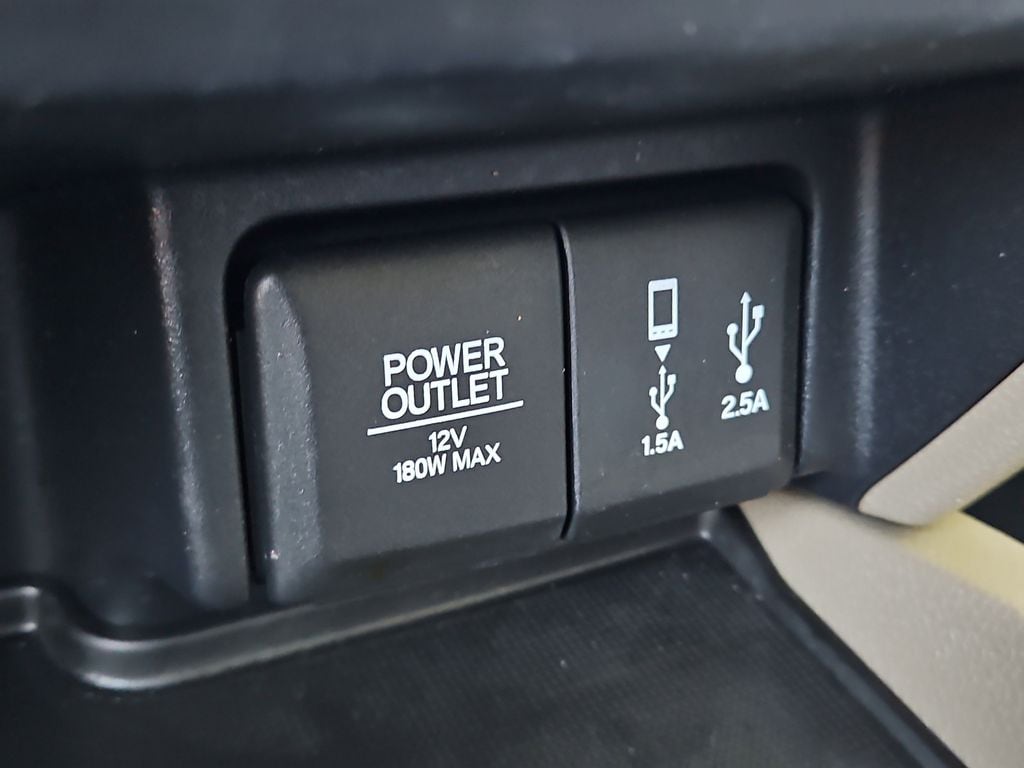 POWER
OUTLET
12V
180W MAX
1.5A
2.5A